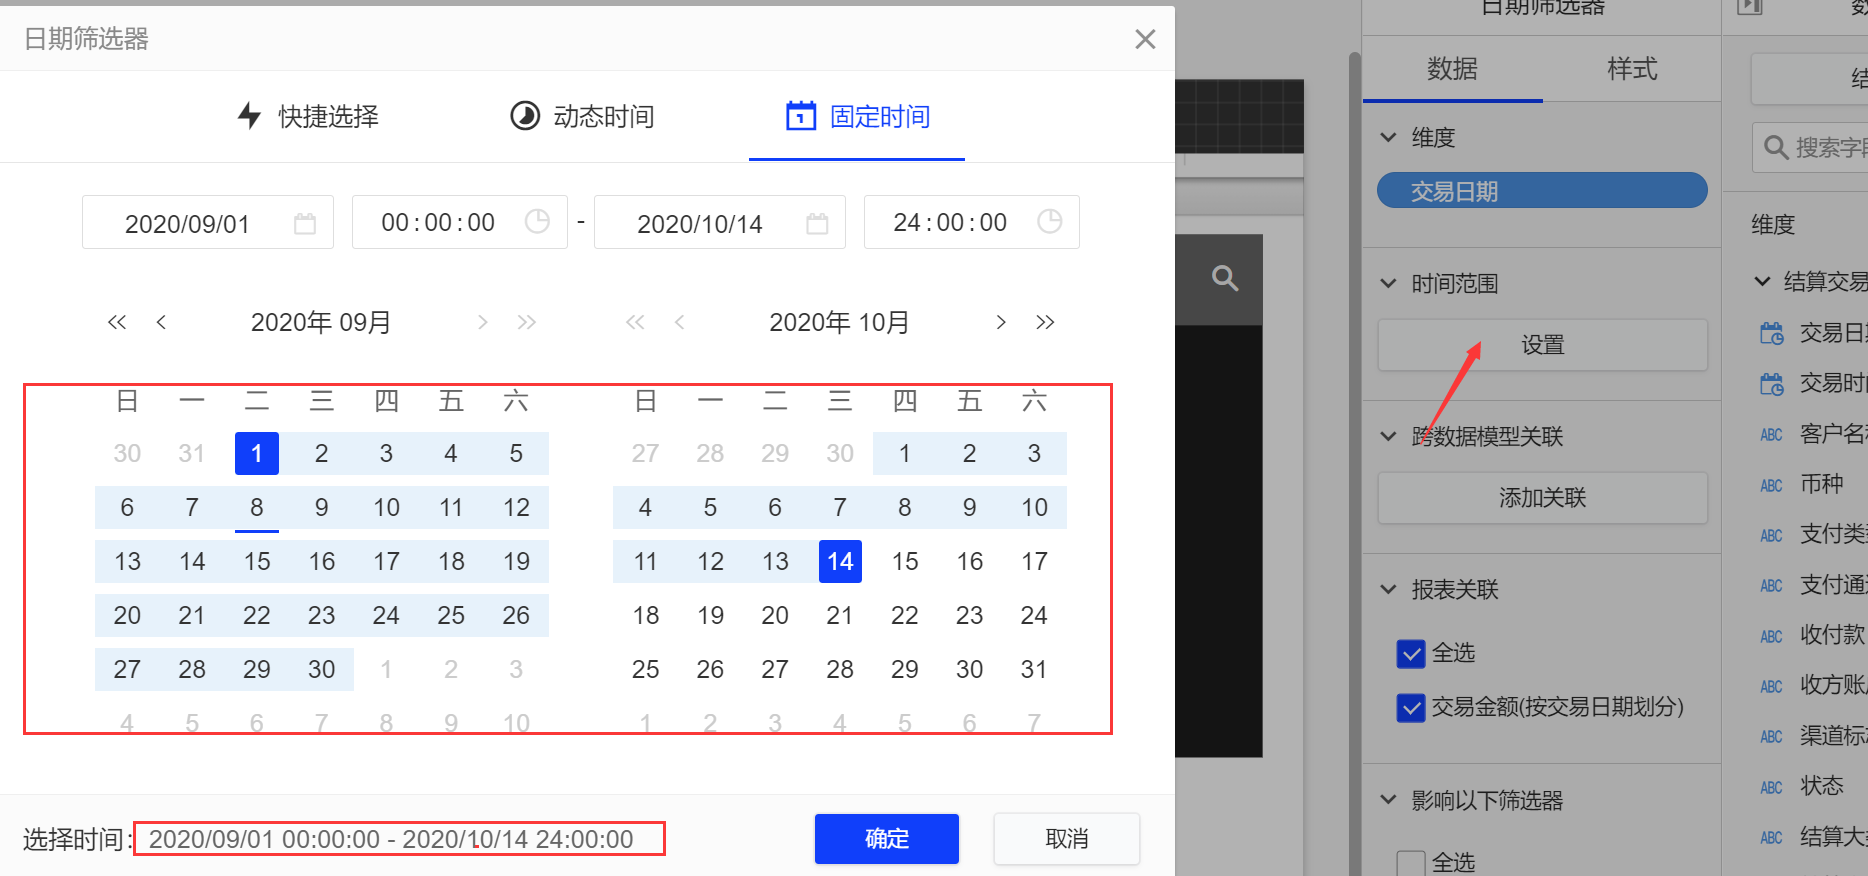 日期筛选器
快捷选择 动态时间 固定时间
2020/09/01 00:00:00 - 2020/10/14 24:00:00
2020年 09月 2020年 10月
日 一 二 三 四 五 六 日 一 二 三 四 五 六
30 31 1 2 3 4 5 27 28 29 30 1 2 3
6 7 8 9 10 11 12 4 5 6 7 8 9 10
13 14 15 16 17 18 19 11 12 13 14 15 16 17
20 21 22 23 24 25 26 18 19 20 21 22 23 24
27 28 29 30 1 2 3 25 26 27 28 29 30 31
4 5 6 7 8 9 10 1 2 3 4 5 6 7
选择时间: 2020/09/01 00:00:00 - 2020/10/14 24:00:00
确定 取消
日期筛选器
数据 样式
维度
交易日期
时间范围
设置
跨数据模型关联
添加关联
报表关联
全选
交易金额(按交易日期划分)
影响以下筛选器
全选
数
结
搜索字段
维度
结算交易
交易日
交易时
ABC 客户名
ABC 币种
ABC 支付类
ABC 支付通
ABC 收付款
ABC 收方账
ABC 渠道标
ABC 状态
ABC 结算大